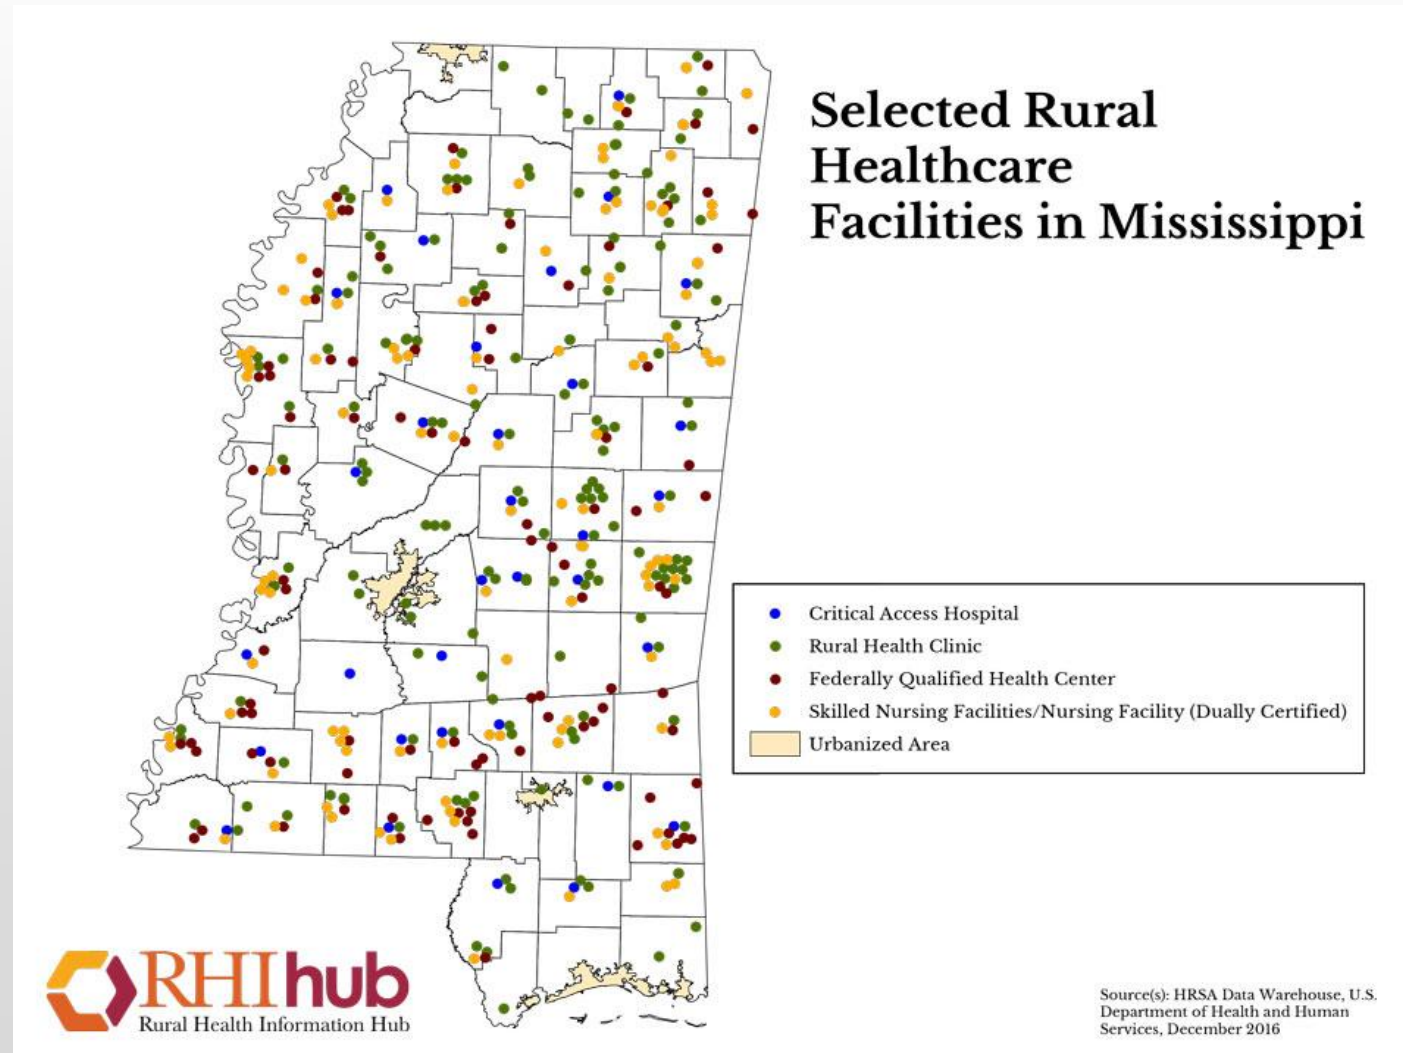 Selected Rural
Healthcare
Facilities in Mississippi
Critical Access Hospital
Rural Health Clinic
Federally Qualified Health Center
Skilled Nursing Facilities/Nursing Facility (Dually Certified)
Urbanized Area
RHIhub
Rural Health Information Hub
Source(s): HRSA Data Warehouse, U.S.
Department of Health and Human
Services, December 2016